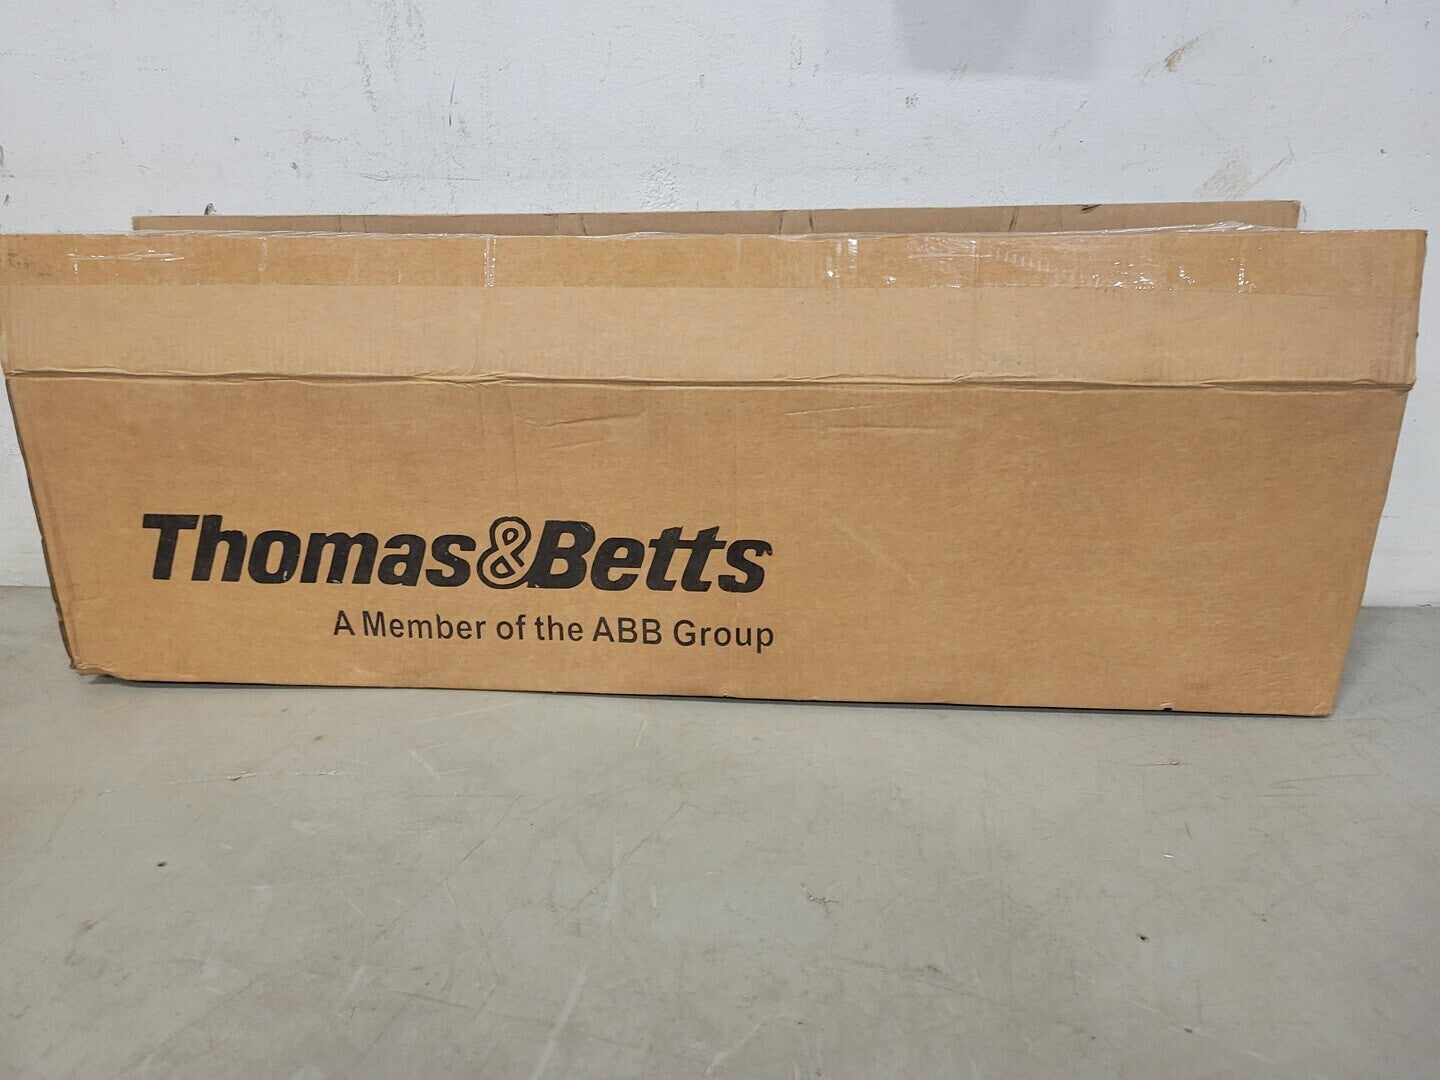 Thomas&Betts
A Member of the ABB Group